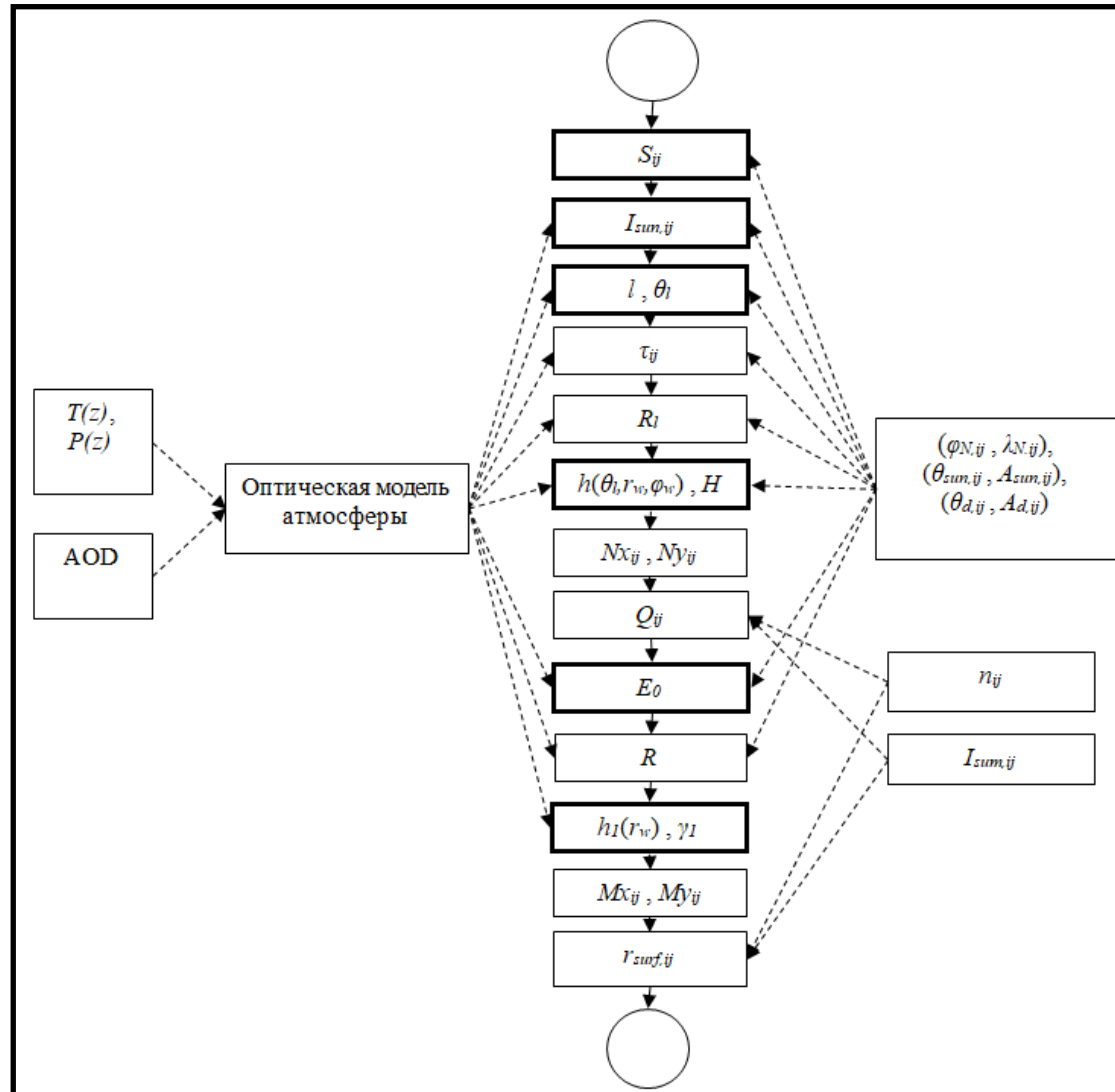 S_ij
I_sun,ij
l , θ_l
τ_ij
R_l
h(θ_l,r_w,φ_w) , H
Nx_ij , Ny_ij
Q_ij
E_0
R
h_1(r_w) , γ_1
Mx_ij , My_ij
r_surf,ij
T(z) ,
P(z)
AOD
Оптическая модель
атмосферы
(φ_N,ij , λ_N,ij),
(θ_sun,ij , A_sun,ij),
(θ_d,ij , A_d,ij)
n_ij
I_sum,ij